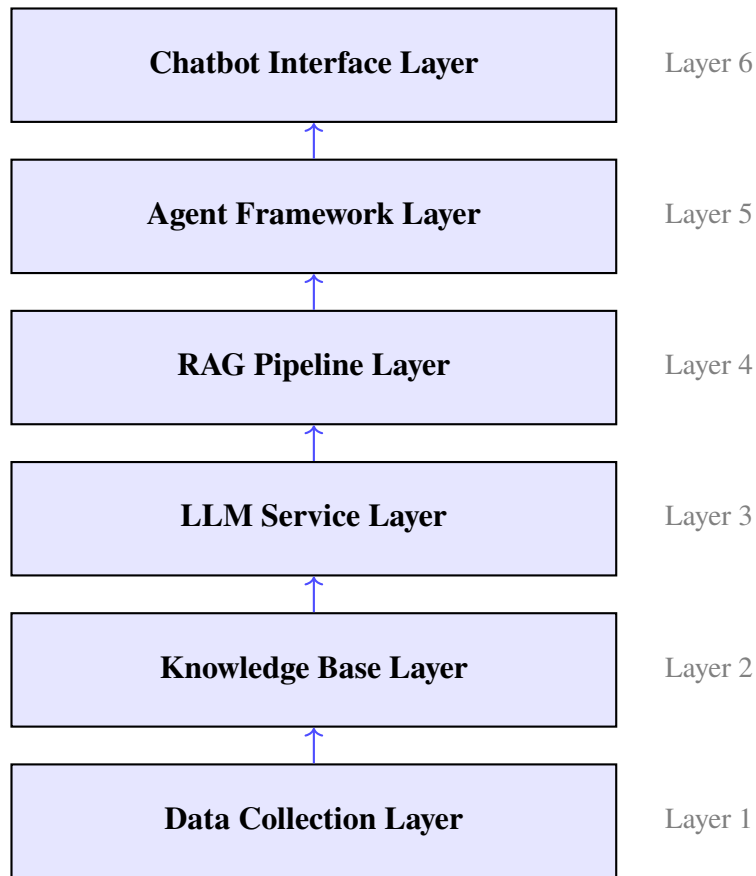 Chatbot Interface Layer Layer 6
Agent Framework Layer Layer 5
RAG Pipeline Layer Layer 4
LLM Service Layer Layer 3
Knowledge Base Layer Layer 2
Data Collection Layer Layer 1